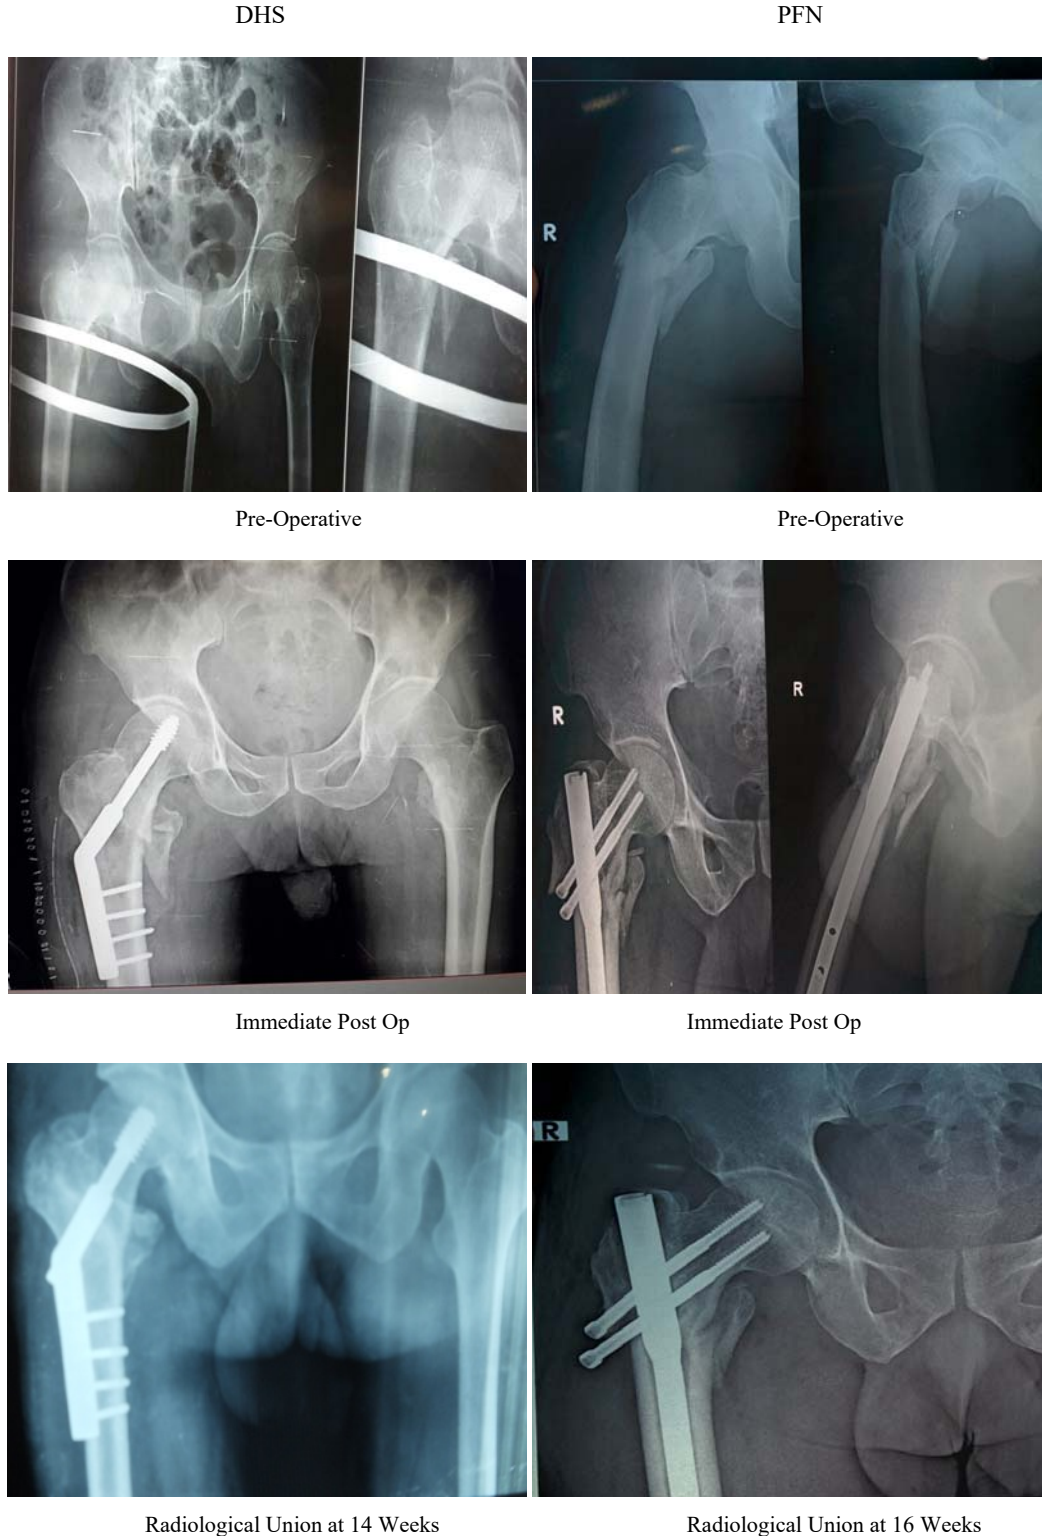 DHS PFN
R
Pre-Operative Pre-Operative
R
R
Immediate Post Op Immediate Post Op
R
Radiological Union at 14 Weeks Radiological Union at 16 Weeks